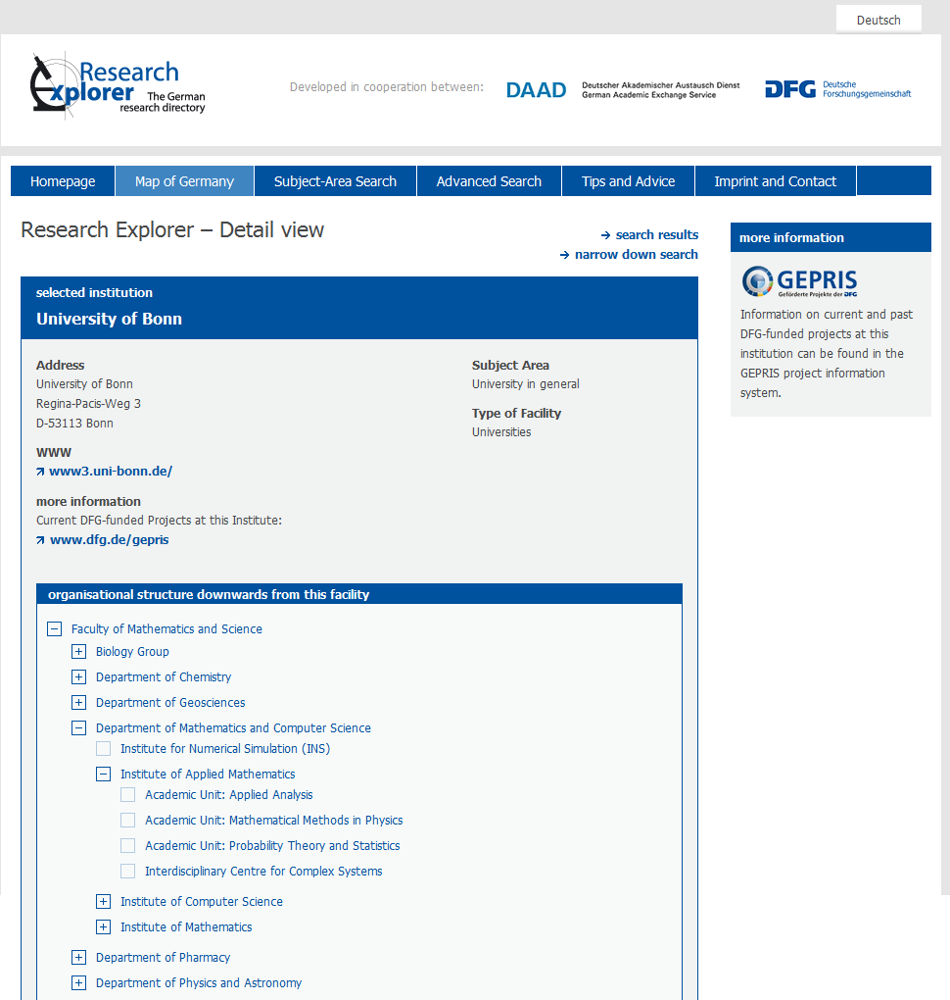 Deutsch
Research
Explorer The German
research directory
Developed in cooperation between:
DAAD Deutscher Akademischer Austausch Dienst
German Academic Exchange Service
DFG Deutsche
Forschungsgemeinschaft
Homepage Map of Germany Subject-Area Search Advanced Search Tips and Advice Imprint and Contact
Research Explorer – Detail view
search results
narrow down search
selected institution
University of Bonn
Address
University of Bonn
Regina-Pacis-Weg 3
D-53113 Bonn
WWW
www3.uni-bonn.de/
more information
Current DFG-funded Projects at this Institute:
www.dfg.de/gepris
Subject Area
University in general
Type of Facility
Universities
organisational structure downwards from this facility
Faculty of Mathematics and Science
Biology Group
Department of Chemistry
Department of Geosciences
Department of Mathematics and Computer Science
Institute for Numerical Simulation (INS)
Institute of Applied Mathematics
Academic Unit: Applied Analysis
Academic Unit: Mathematical Methods in Physics
Academic Unit: Probability Theory and Statistics
Interdisciplinary Centre for Complex Systems
Institute of Computer Science
Institute of Mathematics
Department of Pharmacy
Department of Physics and Astronomy
more information
GEPRIS
Geförderte Projekte der DFG
Information on current and past
DFG-funded projects at this
institution can be found in the
GEPRIS project information
system.